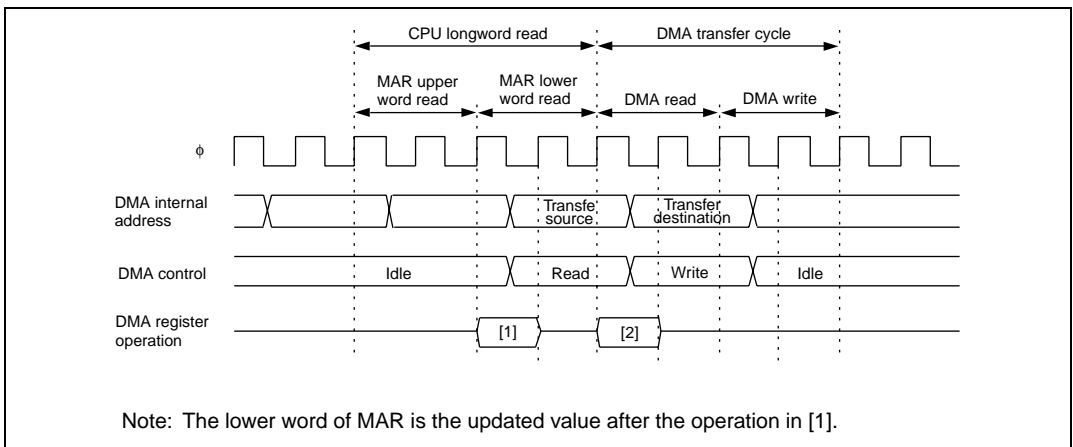 CPU longword read
DMA transfer cycle
MAR upper
word read
MAR lower
word read
DMA read
DMA write
ϕ
DMA internal
address
Transfe
source
Transfer
destination
DMA control
Idle
Read
Write
Idle
DMA register
operation
[1]
[2]
Note: The lower word of MAR is the updated value after the operation in [1].